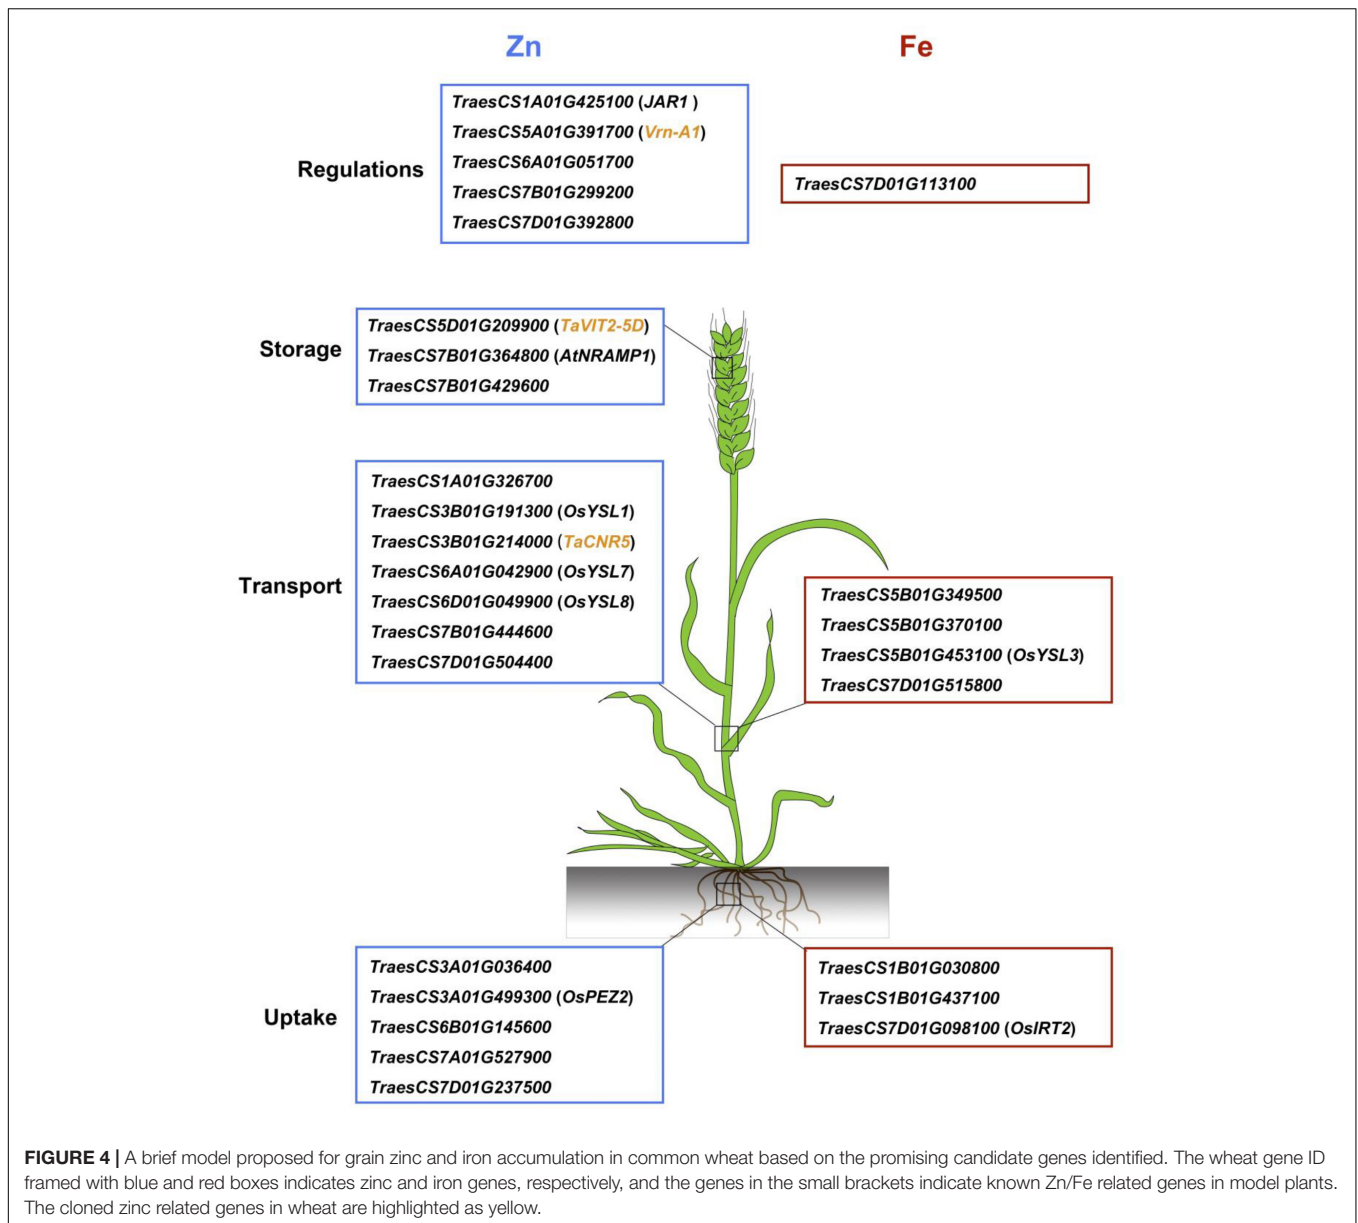 Zn
Fe
Regulations
TraesCS1A01G425100 (JAR1 )
TraesCS5A01G391700 (Vrn-A1)
TraesCS6A01G051700
TraesCS7B01G299200
TraesCS7D01G392800
TraesCS7D01G113100
Storage
TraesCS5D01G209900 (TaVIT2-5D)
TraesCS7B01G364800 (AtNRAMP1)
TraesCS7B01G429600
Transport
TraesCS1A01G326700
TraesCS3B01G191300 (OsYSL1)
TraesCS3B01G214000 (TaCNR5)
TraesCS6A01G042900 (OsYSL7)
TraesCS6D01G049900 (OsYSL8)
TraesCS7B01G444600
TraesCS7D01G504400
TraesCS5B01G349500
TraesCS5B01G370100
TraesCS5B01G453100 (OsYSL3)
TraesCS7D01G515800
Uptake
TraesCS3A01G036400
TraesCS3A01G499300 (OsPEZ2)
TraesCS6B01G145600
TraesCS7A01G527900
TraesCS7D01G237500
TraesCS1B01G030800
TraesCS1B01G437100
TraesCS7D01G098100 (OsIRT2)
FIGURE 4 | A brief model proposed for grain zinc and iron accumulation in common wheat based on the promising candidate genes identified. The wheat gene ID
framed with blue and red boxes indicates zinc and iron genes, respectively, and the genes in the small brackets indicate known Zn/Fe related genes in model plants.
The cloned zinc related genes in wheat are highlighted as yellow.